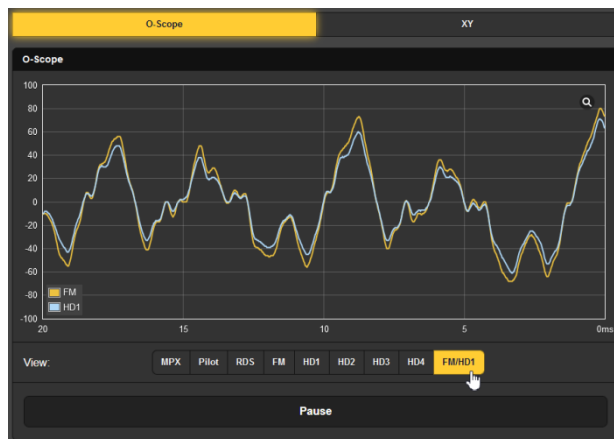 O-Scope XY
O-Scope
100
80
60
40
20
0
-20
-40
-60
-80
-100
FM
HD1
20 15 10 5 0ms
View: MPX Pilot RDS FM HD1 HD2 HD3 HD4 FM/HD1
Pause